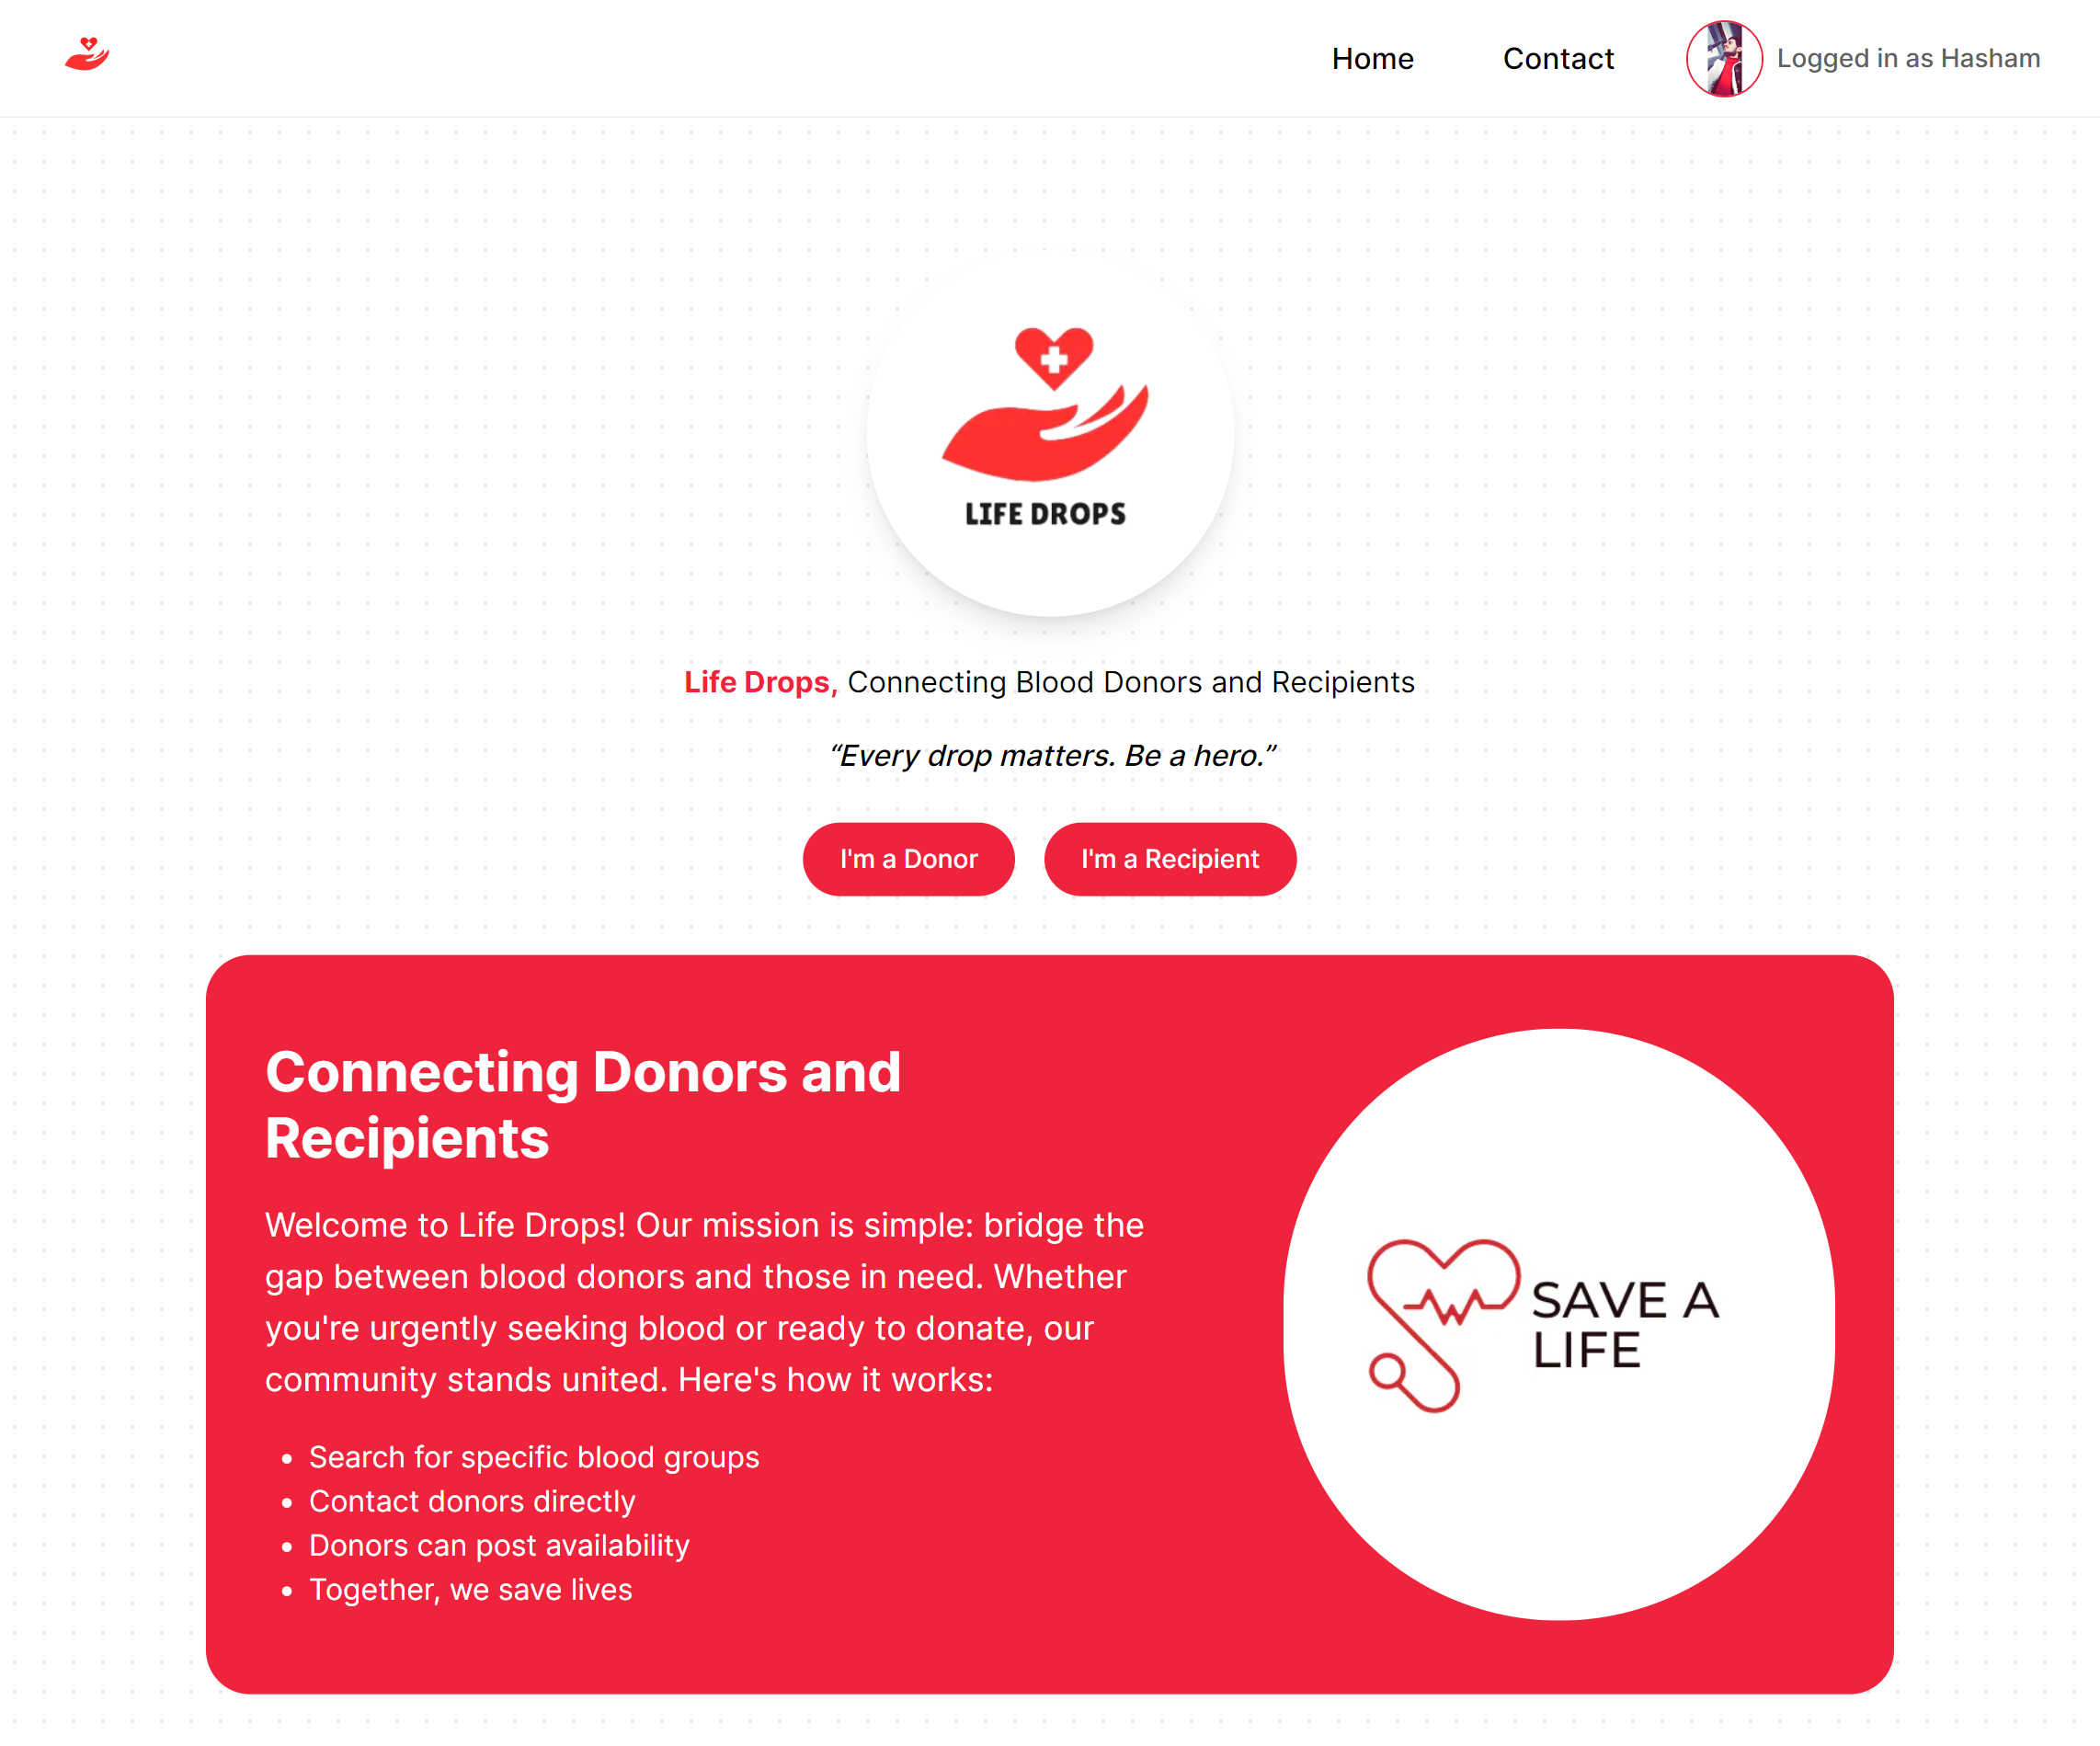 Home
Contact
Logged in as Hasham
LIFE DROPS
Life Drops, Connecting Blood Donors and Recipients
“Every drop matters. Be a hero.”
I'm a Donor
I'm a Recipient
Connecting Donors and
Recipients
Welcome to Life Drops! Our mission is simple: bridge the
gap between blood donors and those in need. Whether
you're urgently seeking blood or ready to donate, our
community stands united. Here's how it works:
• Search for specific blood groups
• Contact donors directly
• Donors can post availability
• Together, we save lives
SAVE A
LIFE